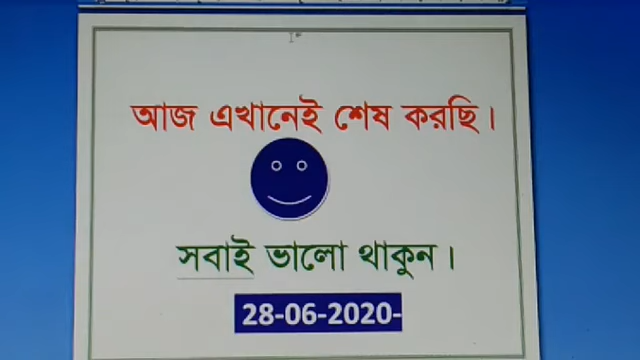 আজ এখানেই শেষ করছি।
সবাই ভালো থাকুন।
28-06-2020-